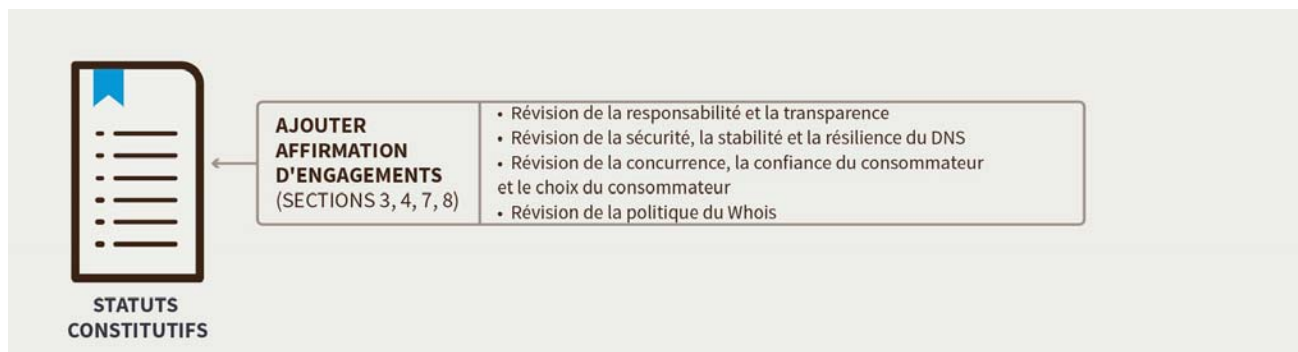 AJOUTER
AFFIRMATION
D'ENGAGEMENTS
(SECTIONS 3, 4, 7, 8)
• Révision de la responsabilité et la transparence
• Révision de la sécurité, la stabilité et la résilience du DNS
• Révision de la concurrence, la confiance du consommateur
et le choix du consommateur
• Révision de la politique du Whois
STATUTS
CONSTITUTIFS